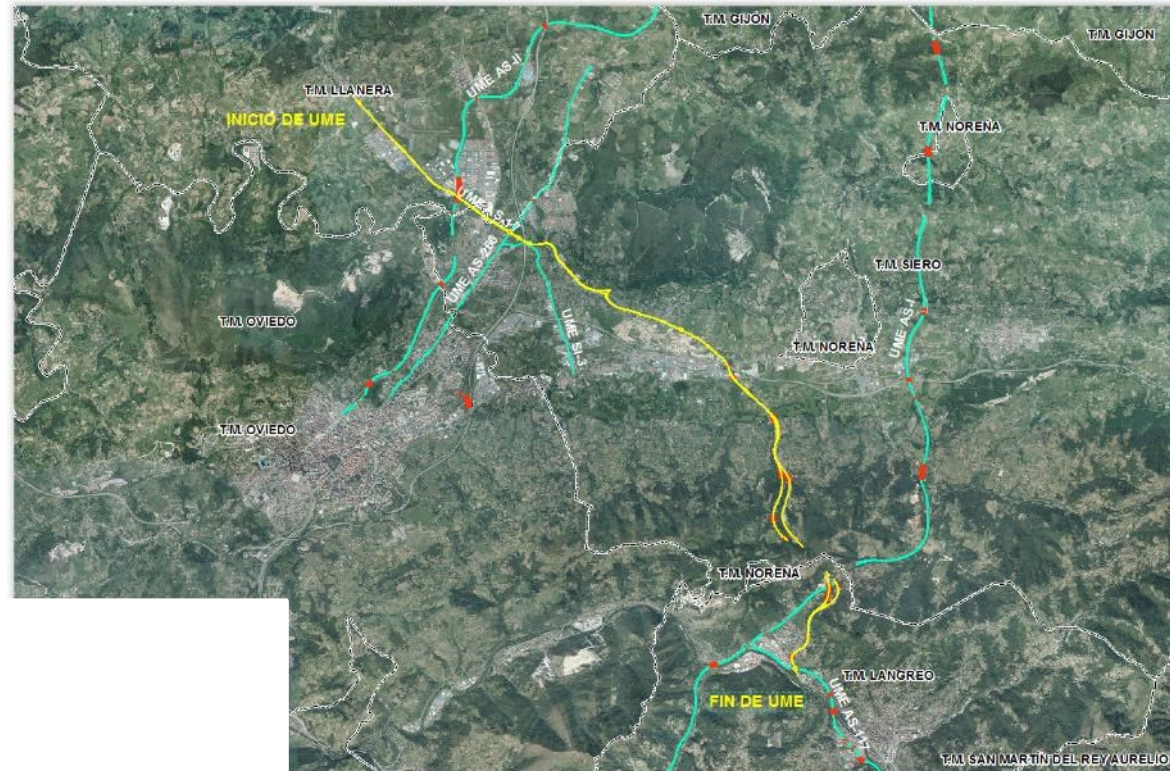 T.M. GIJÓN
T.M. GIJÓN
UME AS-II
T.M. LLANERA
INICIO DE UME
T.M. NOREÑA
UME AS-17
UME AS-266
T.M. SIERO
T.M. OVIEDO
UME SI-3
UME AS-I
T.M. NOREÑA
T.M. OVIEDO
T.M. NOREÑA
T.M. LANGREO
FIN DE UME
UME AS-117
T.M. SAN MARTÍN DEL REY AURELIO